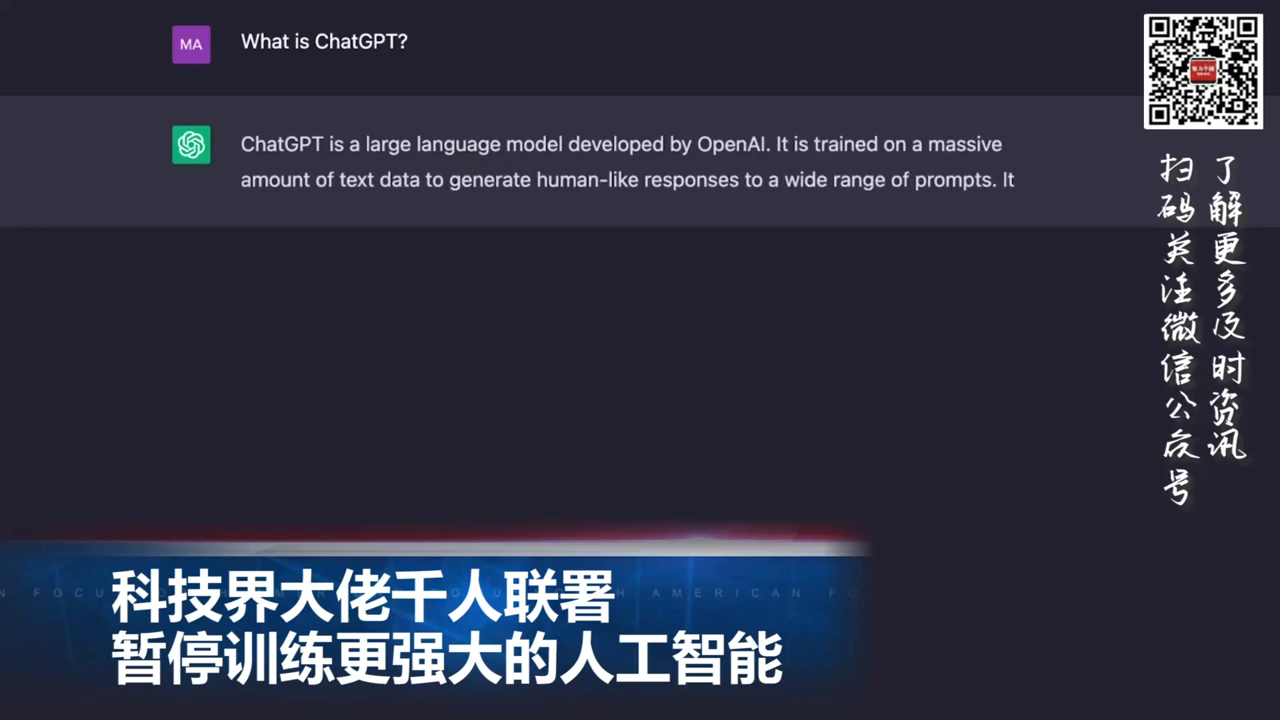 MA
What is ChatGPT?
ChatGPT is a large language model developed by OpenAI. It is trained on a massive
amount of text data to generate human-like responses to a wide range of prompts. It
了解更多及时资讯
扫码关注微信公众号
科技界大佬千人联署
暂停训练更强大的人工智能